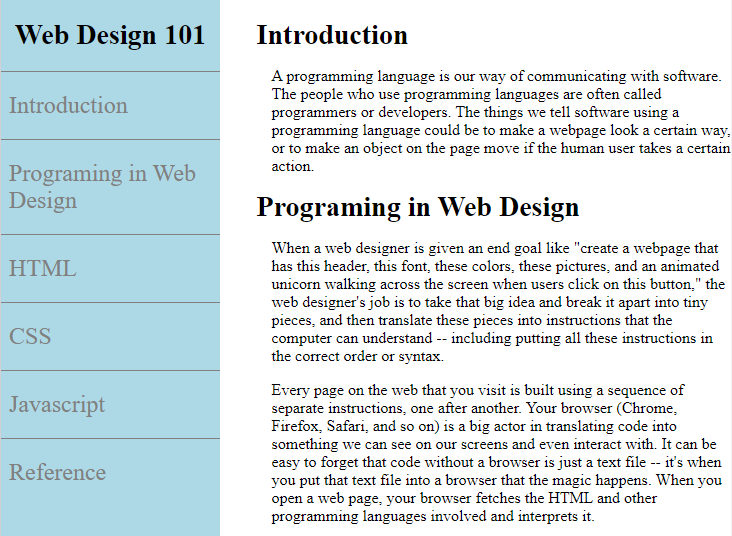 Web Design 101
Introduction
Programing in Web
Design
HTML
CSS
Javascript
Reference
Introduction
A programming language is our way of communicating with software.
The people who use programming languages are often called
programmers or developers. The things we tell software using a
programming language could be to make a webpage look a certain way,
or to make an object on the page move if the human user takes a certain
action.
Programing in Web Design
When a web designer is given an end goal like "create a webpage that
has this header, this font, these colors, these pictures, and an animated
unicorn walking across the screen when users click on this button," the
web designer's job is to take that big idea and break it apart into tiny
pieces, and then translate these pieces into instructions that the
computer can understand -- including putting all these instructions in
the correct order or syntax.
Every page on the web that you visit is built using a sequence of
separate instructions, one after another. Your browser (Chrome,
Firefox, Safari, and so on) is a big actor in translating code into
something we can see on our screens and even interact with. It can be
easy to forget that code without a browser is just a text file -- it's when
you put that text file into a browser that the magic happens. When you
open a web page, your browser fetches the HTML and other
programming languages involved and interprets it.